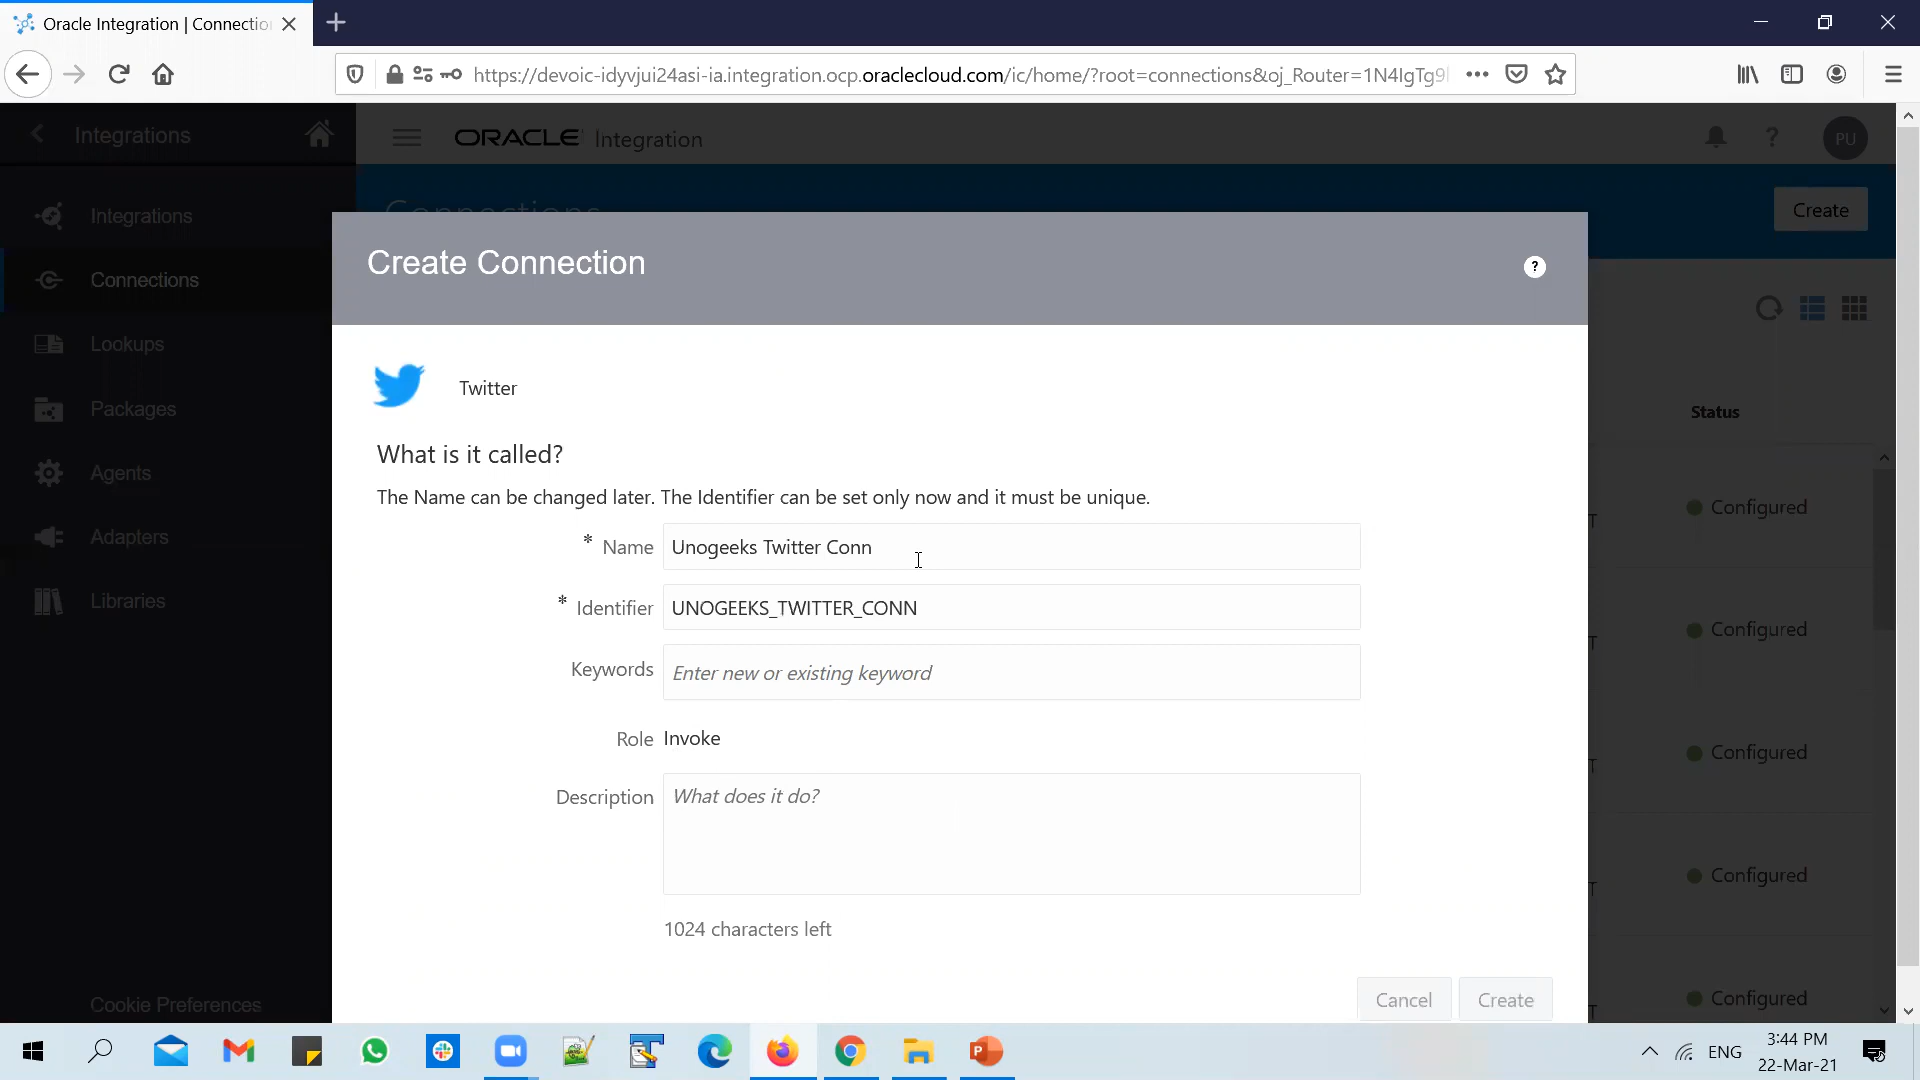 Oracle Integration | Connectio
https://devoic-idyvjui24asi-ia.integration.ocp.oraclecloud.com/ic/home/?root=connections&oj_Router=1N4IgTg9
Integrations
ORACLE Integration
?
PU
Connections
Create
Integrations
Connections
Lookups
Packages
Agents
Adapters
Libraries
Cookie Preferences
Create Connection
?
Twitter
What is it called?
The Name can be changed later. The Identifier can be set only now and it must be unique.
* Name Unogeeks Twitter Conn
* Identifier UNOGEEKS_TWITTER_CONN
Keywords Enter new or existing keyword
Role Invoke
Description What does it do?
1024 characters left
Cancel Create
Status
Configured
T
Configured
T
Configured
T
Configured
T
Configured
T
ENG
3:44 PM
22-Mar-21